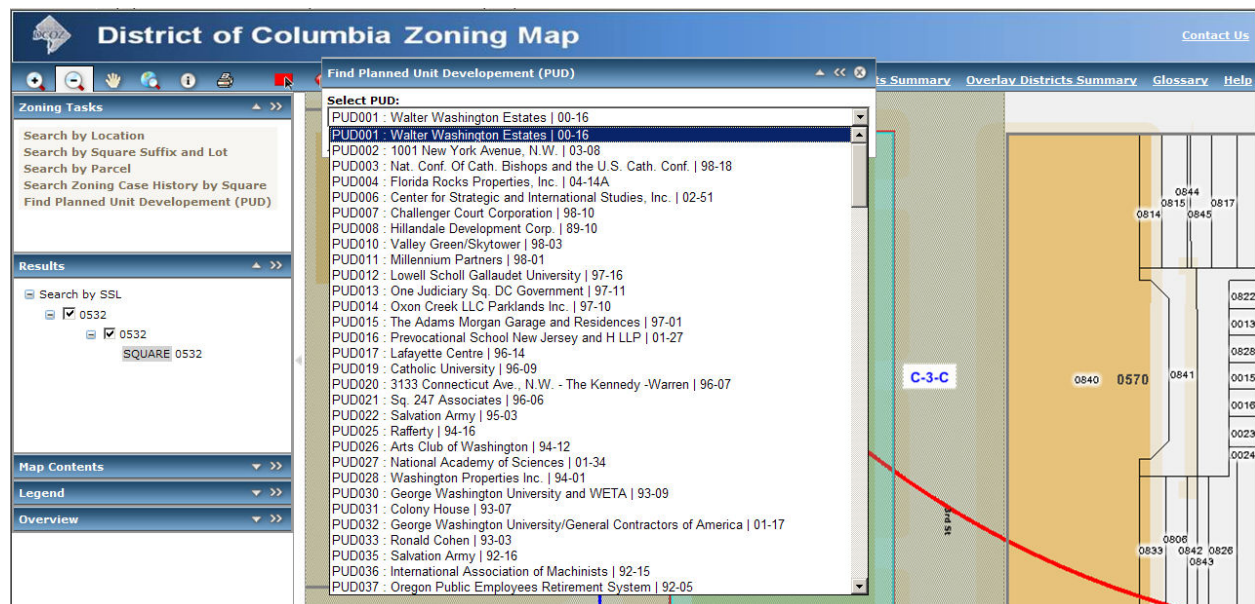 DCOZ
District of Columbia Zoning Map
Contact Us
ts Summary Overlay Districts Summary Glossary Help
Zoning Tasks
Search by Location
Search by Square Suffix and Lot
Search by Parcel
Search Zoning Case History by Square
Find Planned Unit Developement (PUD)
Results
Search by SSL
0532
0532
SQUARE 0532
Map Contents
Legend
Overview
Find Planned Unit Developement (PUD)
Select PUD:
PUD001 : Walter Washington Estates | 00-16
PUD001 : Walter Washington Estates | 00-16
PUD002 : 1001 New York Avenue, N.W. | 03-08
PUD003 : Nat. Conf. Of Cath. Bishops and the U.S. Cath. Conf. | 98-18
PUD004 : Florida Rocks Properties, Inc. | 04-14A
PUD006 : Center for Strategic and International Studies, Inc. | 02-51
PUD007 : Challenger Court Corporation | 98-10
PUD008 : Hillandale Development Corp. | 89-10
PUD010 : Valley Green/Skytower | 98-03
PUD011 : Millennium Partners | 98-01
PUD012 : Lowell Scholl Gallaudet University | 97-16
PUD013 : One Judiciary Sq. DC Government | 97-11
PUD014 : Oxon Creek LLC Parklands Inc. | 97-10
PUD015 : The Adams Morgan Garage and Residences | 97-01
PUD016 : Prevocational School New Jersey and H LLP | 01-27
PUD017 : Lafayette Centre | 96-14
PUD019 : Catholic University | 96-09
PUD020 : 3133 Connecticut Ave., N.W. - The Kennedy -Warren | 96-07
PUD021 : Sq. 247 Associates | 96-06
PUD022 : Salvation Army | 95-03
PUD025 : Rafferty | 94-16
PUD026 : Arts Club of Washington | 94-12
PUD027 : National Academy of Sciences | 01-34
PUD028 : Washington Properties Inc. | 94-01
PUD030 : George Washington University and WETA | 93-09
PUD031 : Colony House | 93-07
PUD032 : George Washington University/General Contractors of America | 01-17
PUD033 : Ronald Cohen | 93-03
PUD035 : Salvation Army | 92-16
PUD036 : International Association of Machinists | 92-15
PUD037 : Oregon Public Employees Retirement System | 92-05
C-3-C
3rd St
0844
0815 0817
0814 0845
0822
0013
0828
0840 0570 0841 0015
0016
0023
0024
0806
0833 0842 0826
0843